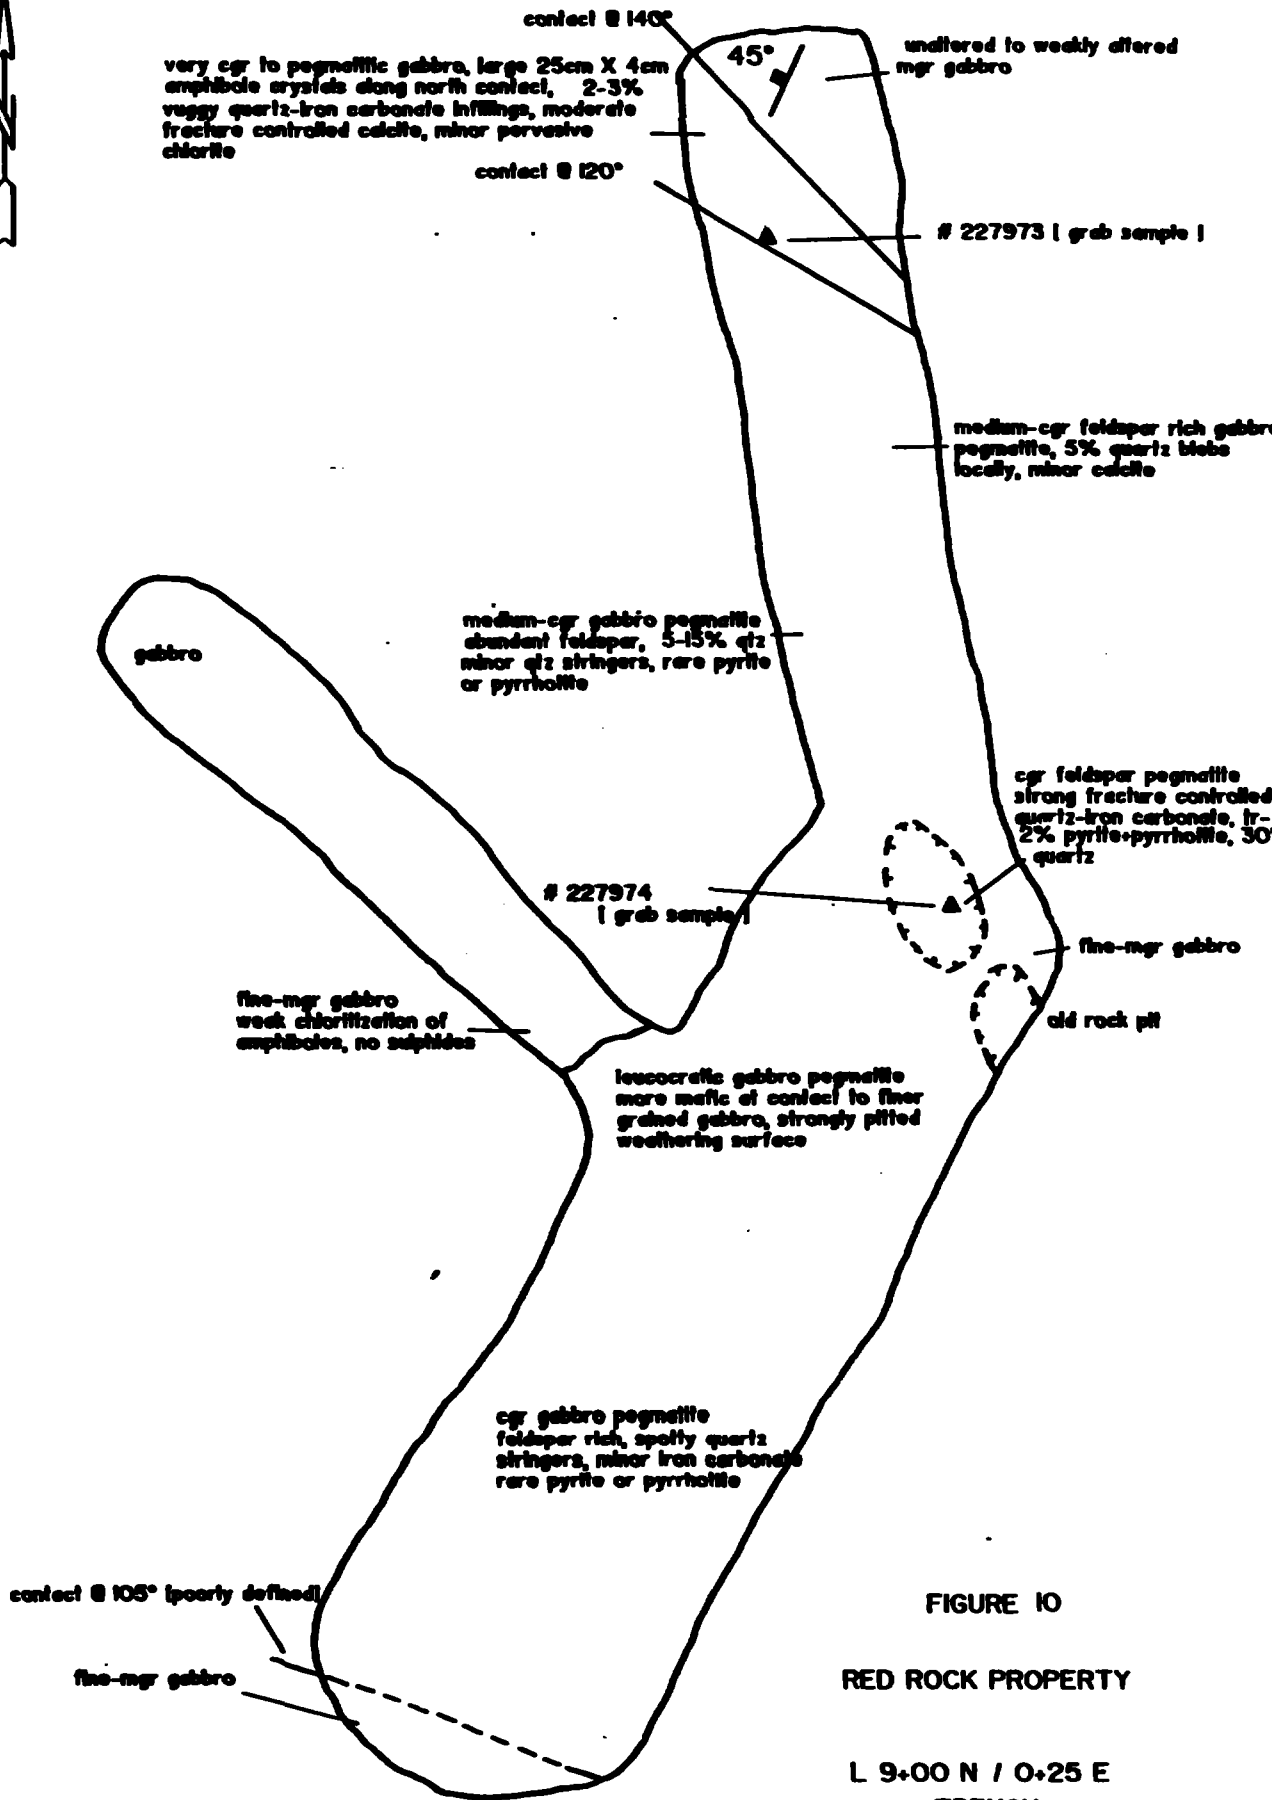 contact @ 140°
45°
unaltered to weakly altered
mgr gabbro
very cgr to pegmatitic gabbro, large 25cm X 4cm
amphibole crystals along north contact, 2-3%
vuggy quartz-iron carbonate infillings, moderate
fracture controlled calcite, minor pervasive
chlorite
contact @ 120°
# 227973 [ grab sample ]
medium-cgr feldspar rich gabbro
pegmatite, 5% quartz blebs
locally, minor calcite
medium-cgr gabbro pegmatite
abundant feldspar, 5-15% qtz
minor qtz stringers, rare pyrite
or pyrrhotite
gabbro
cgr feldspar pegmatite
strong fracture controlled
quartz-iron carbonate, tr-
2% pyrite+pyrrhotite, 30%
quartz
# 227974
[ grab sample ]
fine-mgr gabbro
fine-mgr gabbro
weak chloritization of
amphiboles, no sulphides
old rock pit
leucocratic gabbro pegmatite
more mafic at contact to finer
grained gabbro, strongly pitted
weathering surface
cgr gabbro pegmatite
feldspar rich, spotty quartz
stringers, minor iron carbonate
rare pyrite or pyrrhotite
contact @ 105° [poorly defined]
fine-mgr gabbro
FIGURE 10
RED ROCK PROPERTY
L 9+00 N / 0+25 E